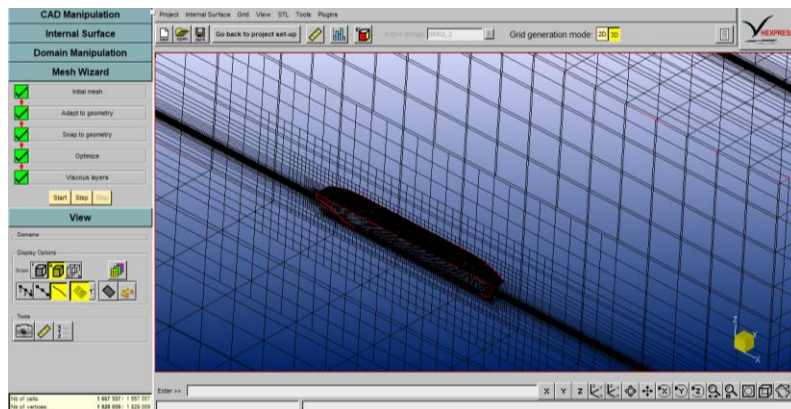 CAD Manipulation
Internal Surface
Domain Manipulation
Mesh Wizard
Initial mesh
Adapt to geometry
Snap to geometry
Optimize
Viscous layers
Start Step Stop
View
Domains
Display Options
Tools
Nb of cells:
Nb of vertices:
Project Internal Surface Grid View STL Tools Plugins
Go back to project set-up
Active domain:
Grid generation mode: 2D 3D
HEXPRESS
Z
Y
X
Enter >>
X Y Z